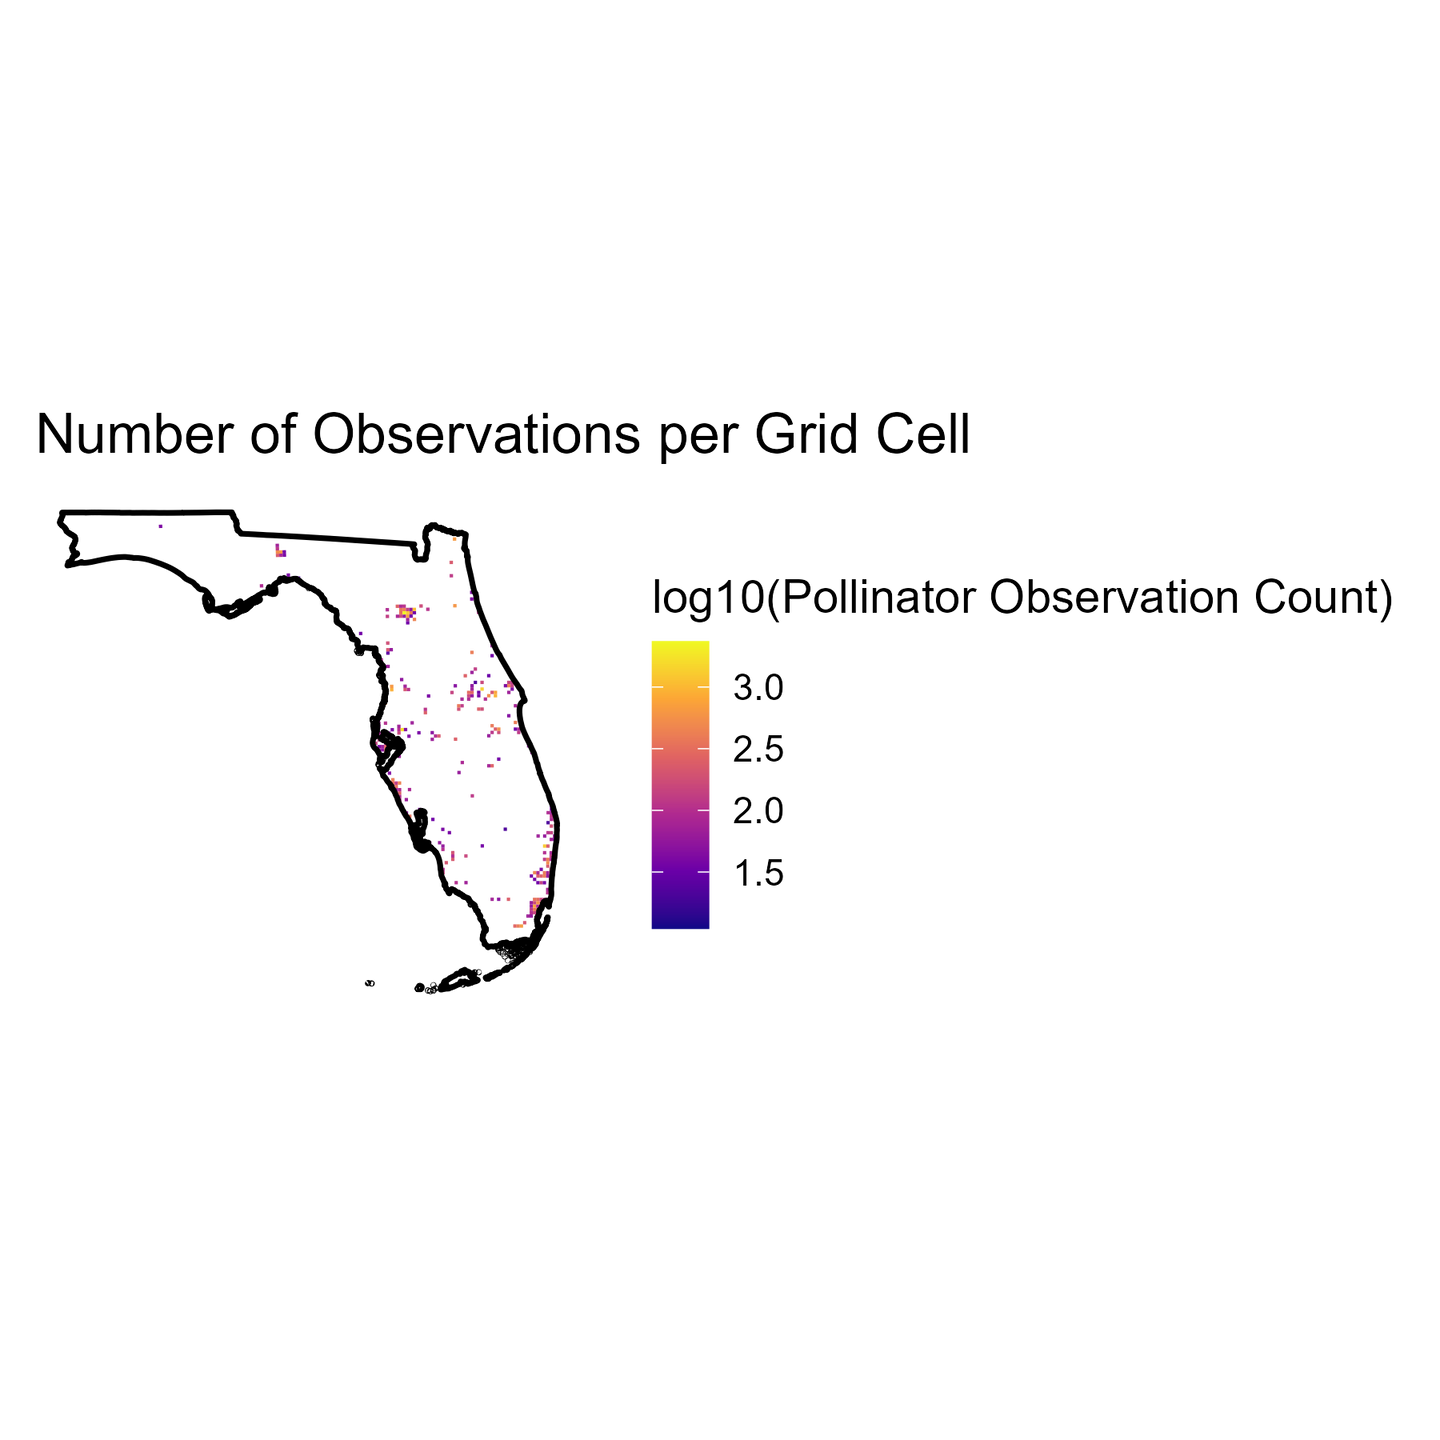 Number of Observations per Grid Cell
log10(Pollinator Observation Count)
3.0
2.5
2.0
1.5